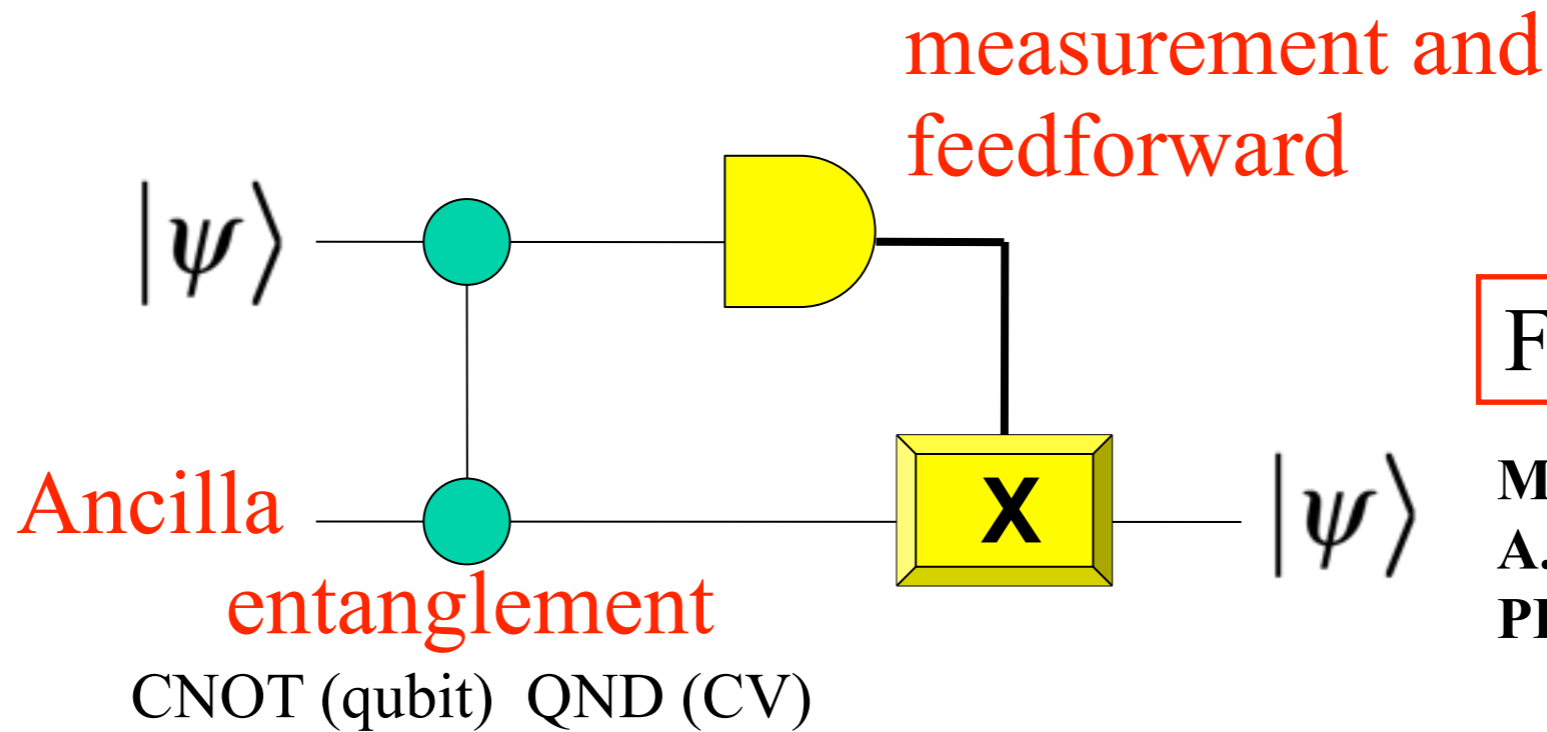 measurement and
feedforward
|ψ⟩
F
X
Ancilla
|ψ⟩
M
A.
entanglement
CNOT (qubit) QND (CV)